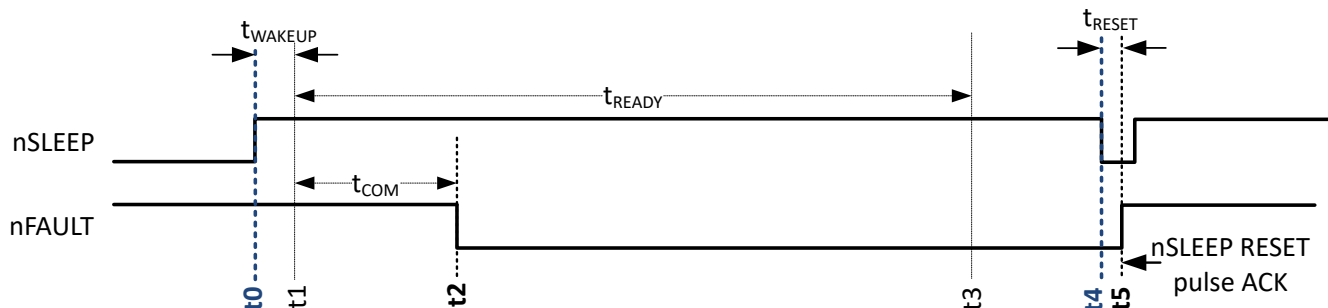 tWAKEUP
tRESET
tREADY
nSLEEP
tCOM
nFAULT
nSLEEP RESET
pulse ACK
t0
t1
t2
t3
t4
t5